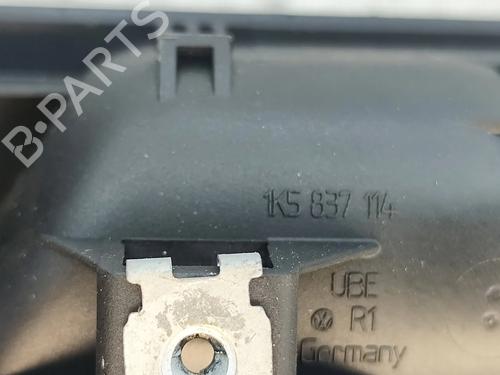 B-PARTS
1K5 837 114
UBE
R1
Germany